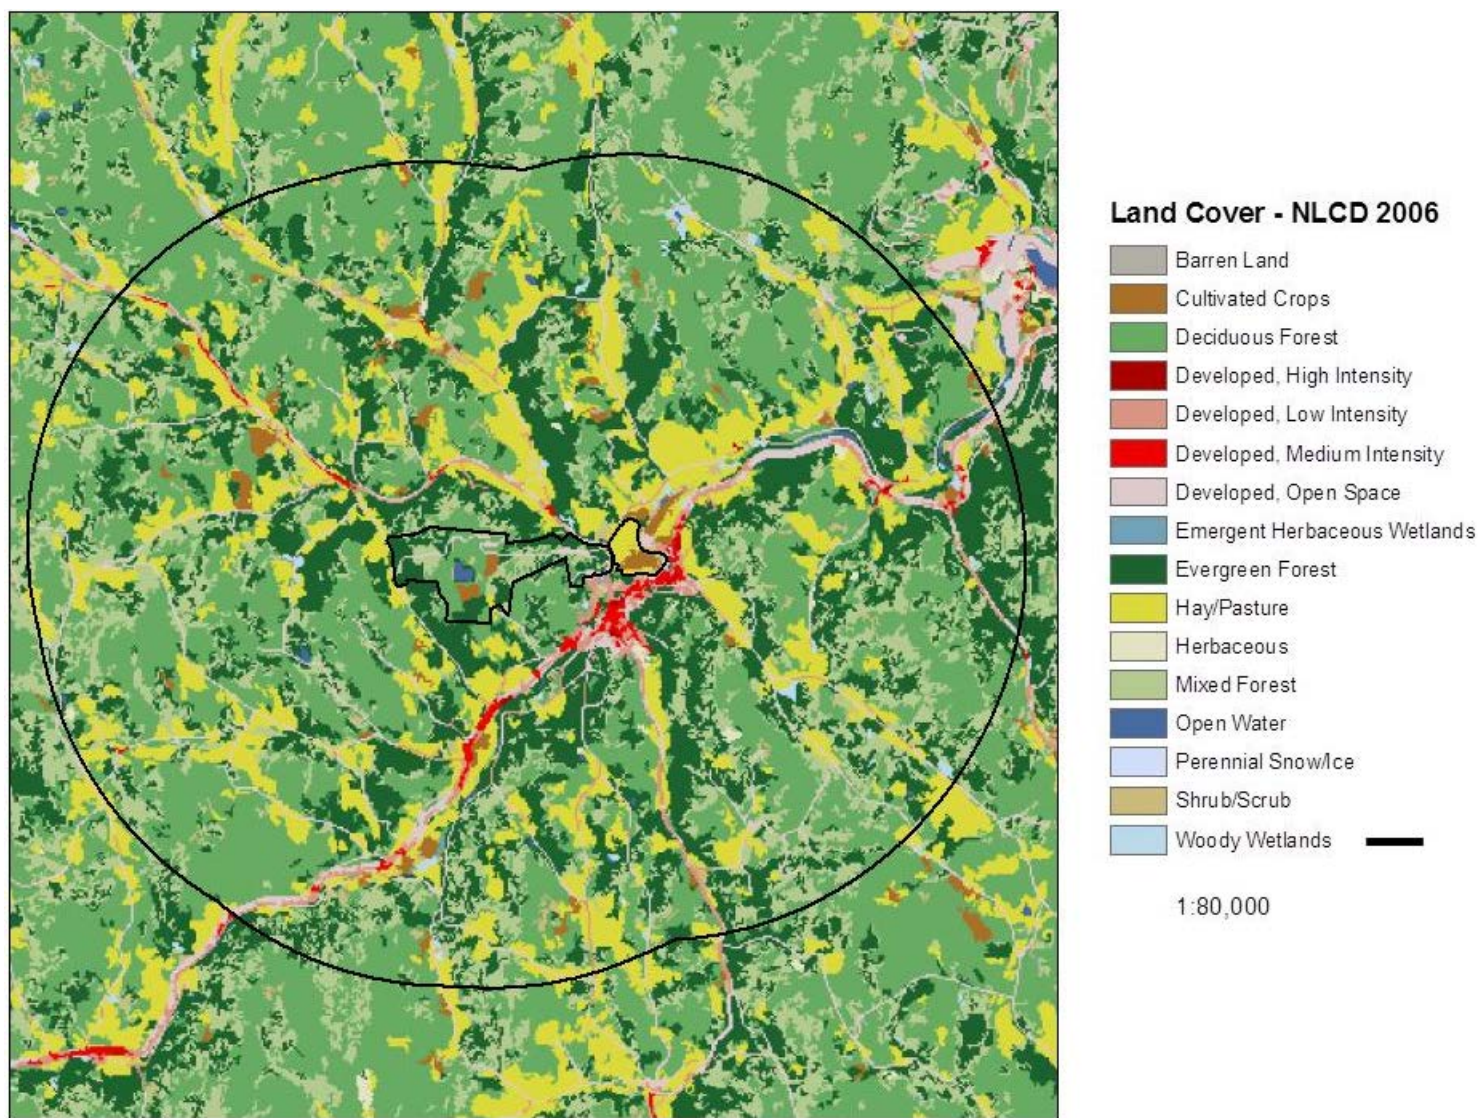 Land Cover - NLCD 2006
Barren Land
Cultivated Crops
Deciduous Forest
Developed, High Intensity
Developed, Low Intensity
Developed, Medium Intensity
Developed, Open Space
Emergent Herbaceous Wetlands
Evergreen Forest
Hay/Pasture
Herbaceous
Mixed Forest
Open Water
Perennial Snow/Ice
Shrub/Scrub
Woody Wetlands
1:80,000